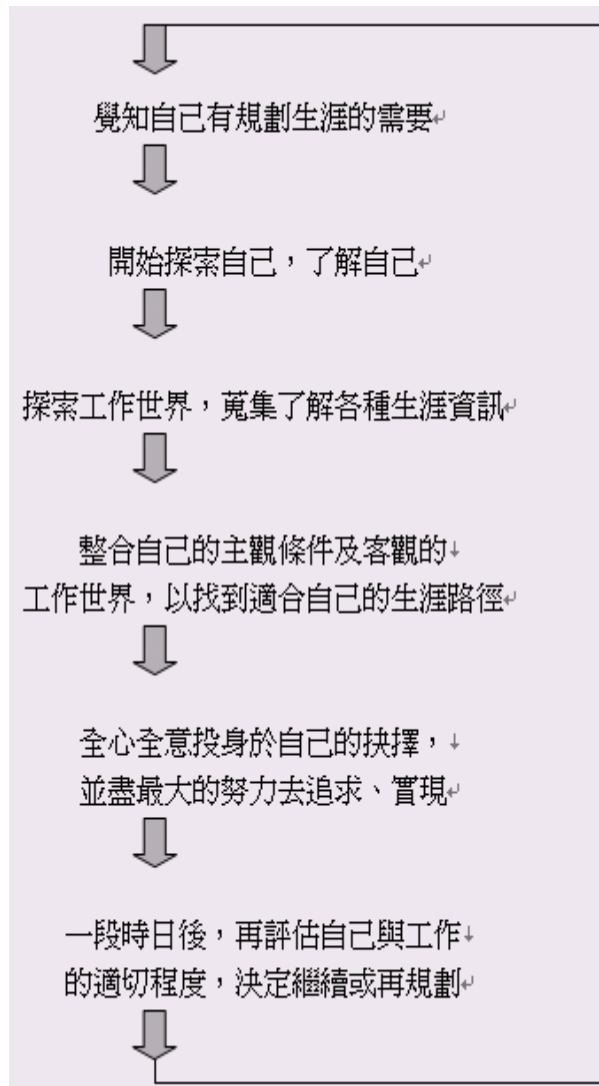 覺知自己有規劃生涯的需要
開始探索自己，了解自己
探索工作世界，蒐集了解各種生涯資訊
整合自己的主觀條件及客觀的
工作世界，以找到適合自己的生涯路徑
全心全意投身於自己的抉擇，
並盡最大的努力去追求、實現
一段時日後，再評估自己與工作
的適切程度，決定繼續或再規劃